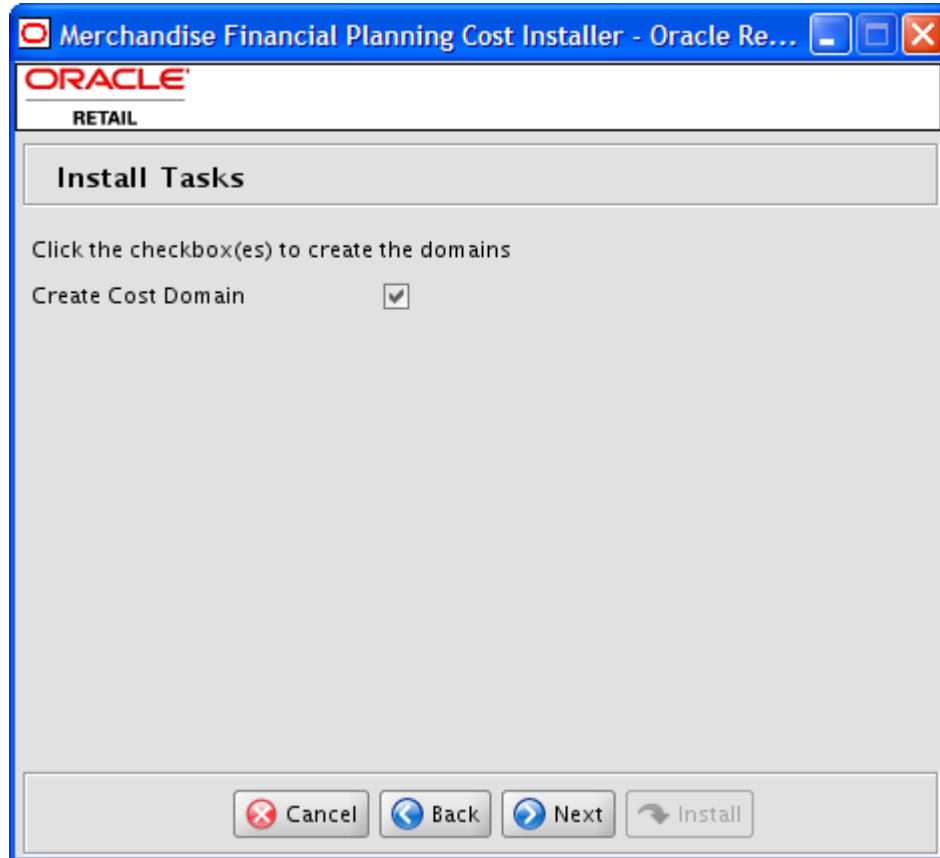 Merchandise Financial Planning Cost Installer - Oracle Re...
ORACLE
RETAIL
Install Tasks
Click the checkbox(es) to create the domains
Create Cost Domain
Cancel Back Next Install